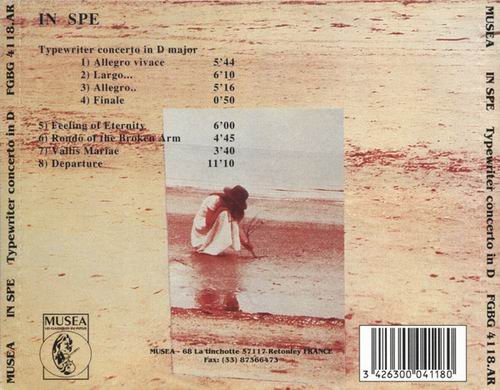 IN SPE
Typewriter concerto in D major
1) Allegro vivace 5'44
2) Largo... 6'10
3) Allegro.. 5'16
4) Finale 0'50
5) Feeling of Eternity 6'00
6) Rondo of the Broken Arm 4'45
7) Vallis Mariae 3'40
8) Departure 11'10
MUSEA
MUSEA - 68 La tinchotte 57117 Retonfey FRANCE
Fax: (33) 87366473
3 426300 041180
MUSEA IN SPE Typewriter concerto in D FGBG 4118.AR
MUSEA IN SPE Typewriter concerto in D FGBG 4118.AR